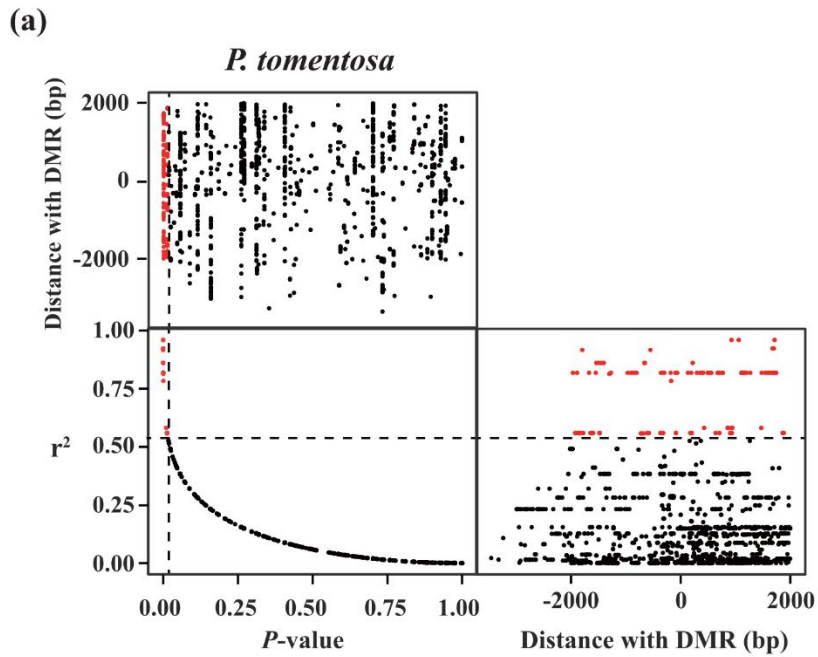 (a)
P. tomentosa
Distance with DMR (bp)
2000
0
-2000
r²
1.00
0.75
0.50
0.25
0.00
0.00 0.25 0.50 0.75 1.00
P-value
-2000 0 2000
Distance with DMR (bp)